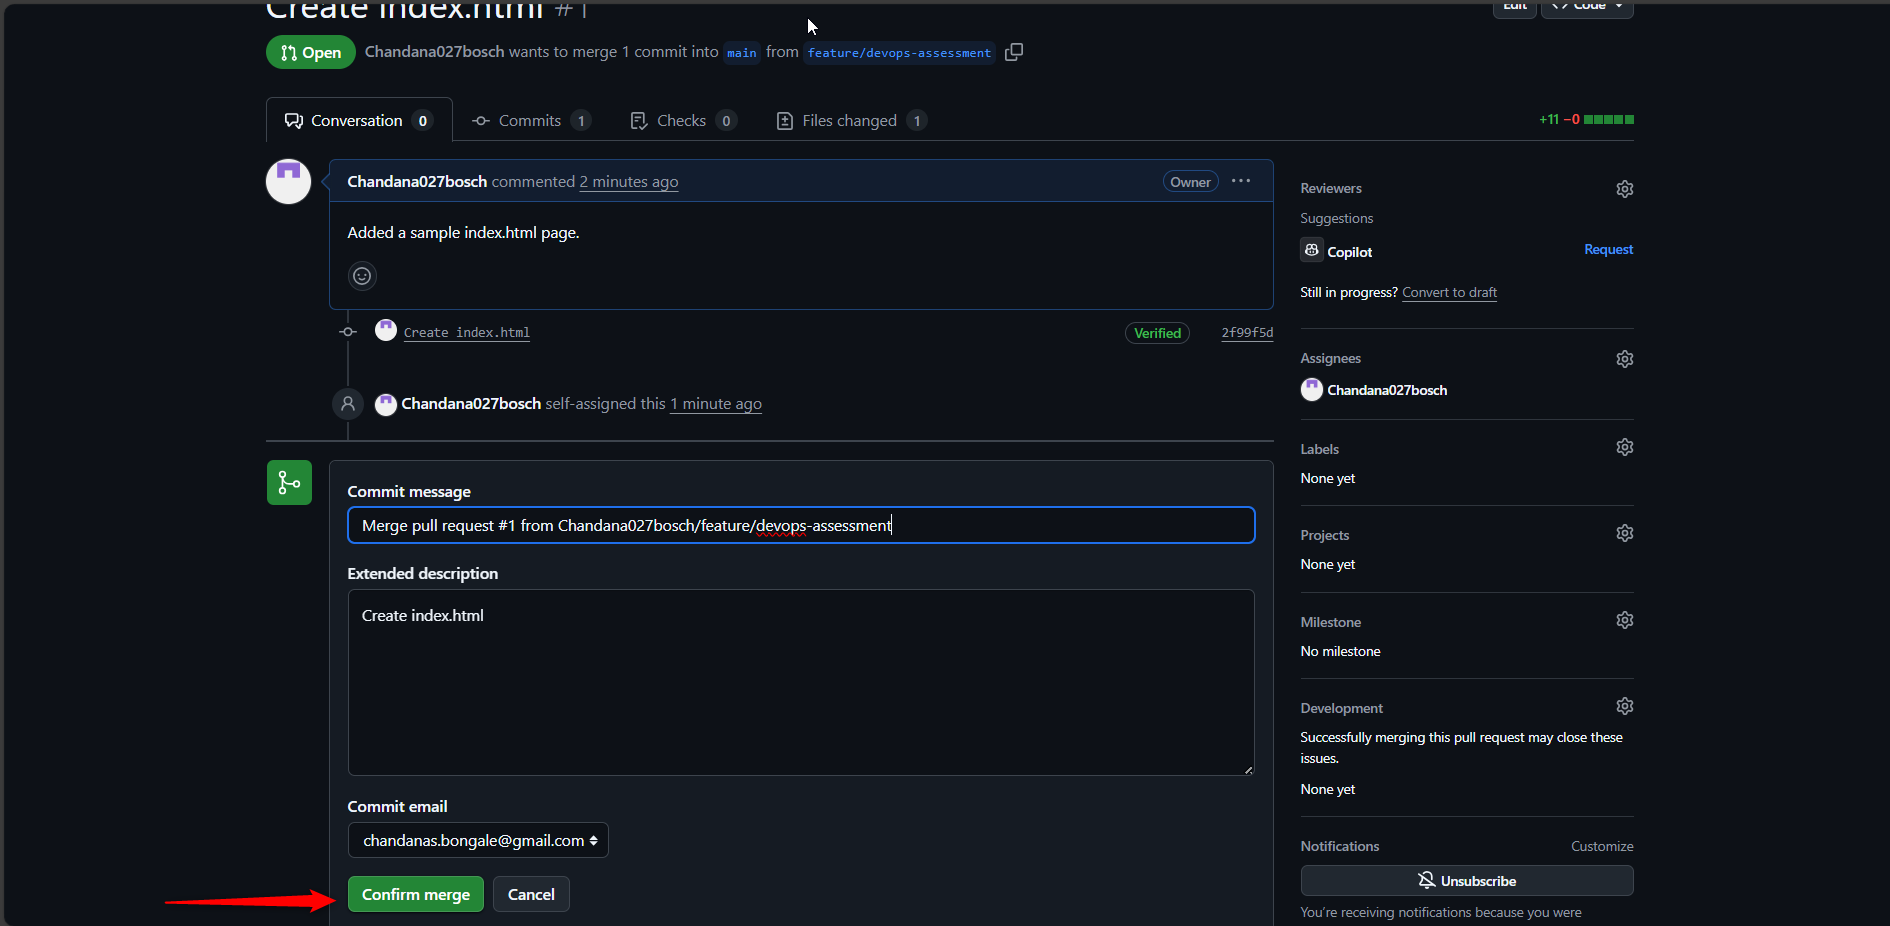 Create index.html #1
Edit
Code
Open
Chandana027bosch wants to merge 1 commit into main from feature/devops-assessment
Conversation 0
Commits 1
Checks 0
Files changed 1
+11 −0
Chandana027bosch commented 2 minutes ago
Owner
Added a sample index.html page.
Create index.html
Verified
2f99f5d
Chandana027bosch self-assigned this 1 minute ago
Commit message
Merge pull request #1 from Chandana027bosch/feature/devops-assessment
Extended description
Create index.html
Commit email
chandanas.bongale@gmail.com
Confirm merge
Cancel
Reviewers
Suggestions
Copilot
Request
Still in progress? Convert to draft
Assignees
Chandana027bosch
Labels
None yet
Projects
None yet
Milestone
No milestone
Development
Successfully merging this pull request may close these
issues.
None yet
Notifications
Customize
Unsubscribe
You're receiving notifications because you were